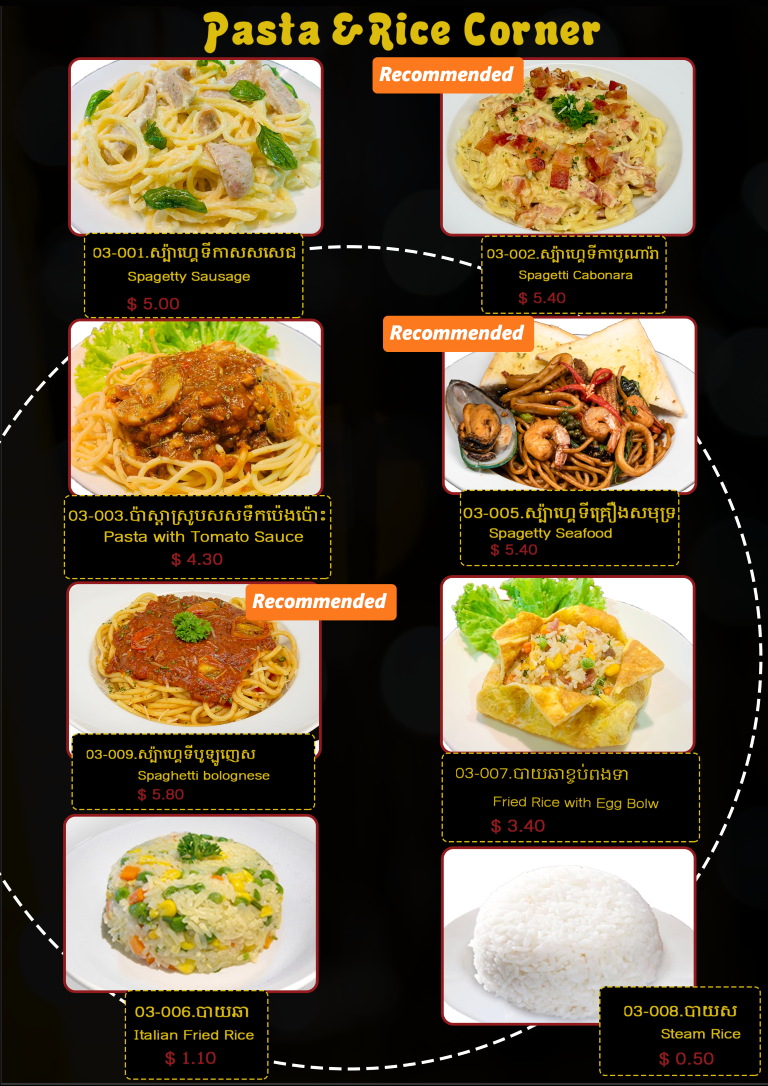 Pasta & Rice Corner
03-001.ស្ប៉ាហ្គេទីកាសសសេជ
Spagetty Sausage
$ 5.00
Recommended
03-002.ស្ប៉ាហ្គេទីកាបូណារ៉ា
Spagetti Cabonara
$ 5.40
03-003.ប៉ាស្តាស្រូបសសទឹកប៉េងប៉ោះ
Pasta with Tomato Sauce
$ 4.30
Recommended
03-005.ស្ប៉ាហ្គេទីគ្រឿងសមុទ្រ
Spagetty Seafood
$ 5.40
Recommended
03-009.ស្ប៉ាហ្គេទីបូឡូញេស
Spaghetti bolognese
$ 5.80
03-007.បាយឆាខ្ចប់ពងទា
Fried Rice with Egg Bolw
$ 3.40
03-006.បាយឆា
Italian Fried Rice
$ 1.10
03-008.បាយស
Steam Rice
$ 0.50